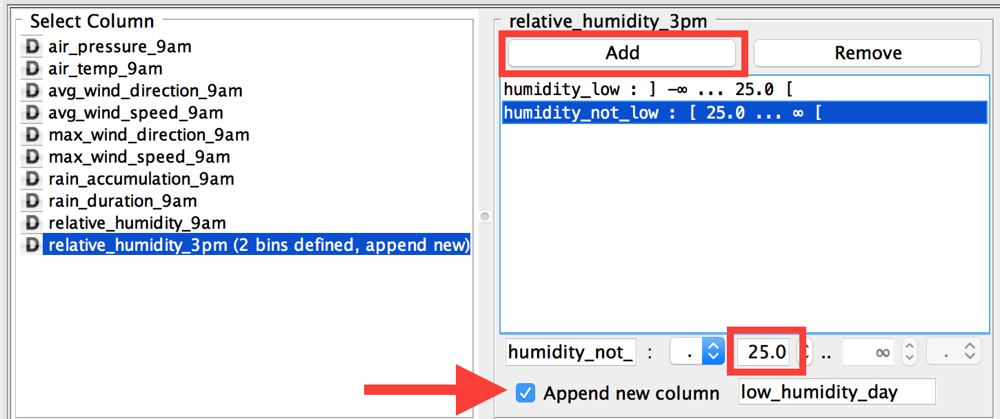 Select Column
D air_pressure_9am
D air_temp_9am
D avg_wind_direction_9am
D avg_wind_speed_9am
D max_wind_direction_9am
D max_wind_speed_9am
D rain_accumulation_9am
D rain_duration_9am
D relative_humidity_9am
D relative_humidity_3pm (2 bins defined, append new)
relative_humidity_3pm
Add Remove
humidity_low : ] -∞ ... 25.0 [
humidity_not_low : [ 25.0 ... ∞ [
humidity_not_ : . 25.0 .. ∞ .
Append new column low_humidity_day